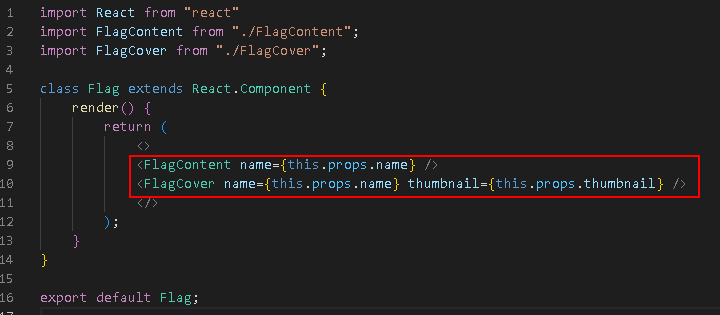 1 import React from "react"
2 import FlagContent from "./FlagContent";
3 import FlagCover from "./FlagCover";
4
5 class Flag extends React.Component {
6 render() {
7 return (
8 <>
9 <FlagContent name={this.props.name} />
10 <FlagCover name={this.props.name} thumbnail={this.props.thumbnail} />
11 </>
12 );
13 }
14 }
15
16 export default Flag;
17